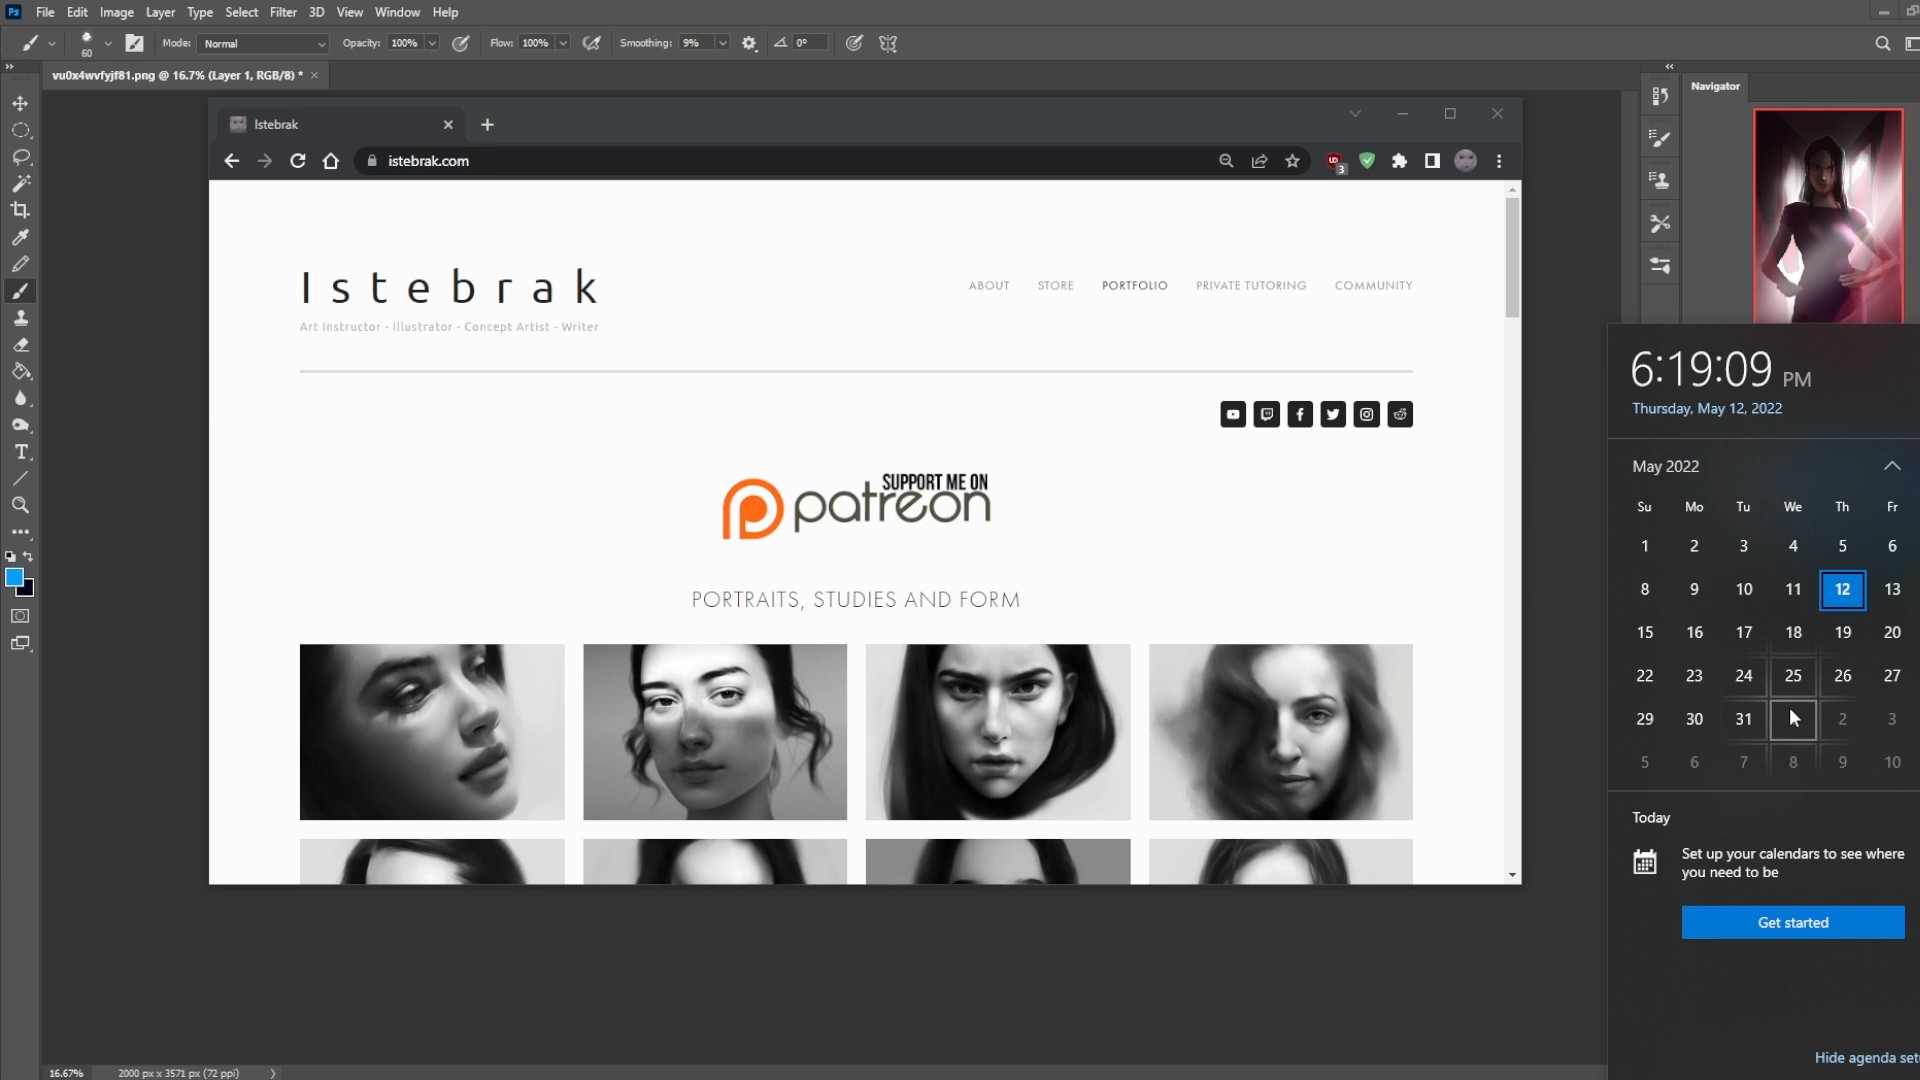 Ps File Edit Image Layer Type Select Filter 3D View Window Help
60 Mode: Normal Opacity: 100% Flow: 100% Smoothing: 9% 0°
vu0x4wvfyjf81.png @ 16.7% (Layer 1, RGB/8) *
Navigator
Istebrak
istebrak.com
3
Istebrak
ABOUT STORE PORTFOLIO PRIVATE TUTORING COMMUNITY
Art Instructor - Illustrator - Concept Artist - Writer
SUPPORT ME ON
patreon
PORTRAITS, STUDIES AND FORM
6:19:09 PM
Thursday, May 12, 2022
May 2022
Su Mo Tu We Th Fr
1 2 3 4 5 6
8 9 10 11 12 13
15 16 17 18 19 20
22 23 24 25 26 27
29 30 31 2 3
5 6 7 8 9 10
Today
Set up your calendars to see where
you need to be
Get started
Hide agenda set
16.67% 2000 px x 3571 px (72 ppi)